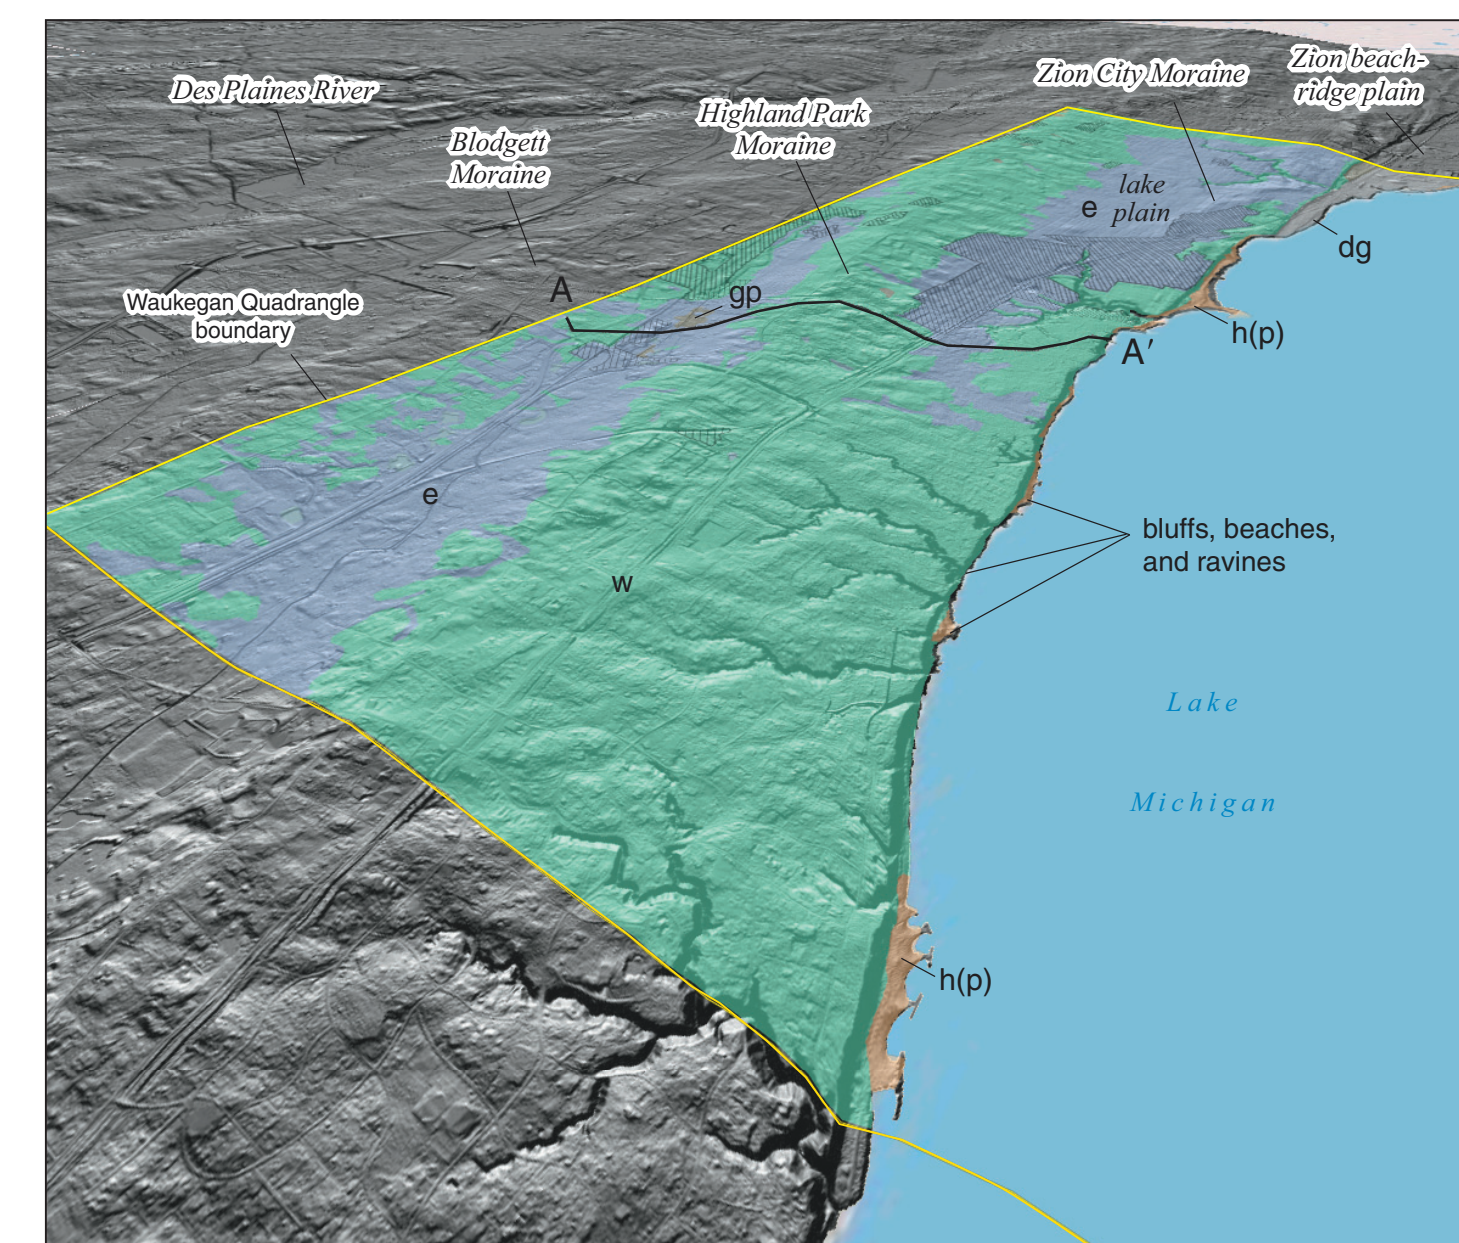 Des Plaines River
Blodgett
Moraine
Highland Park
Moraine
Zion City Moraine
Zion beach-
ridge plain
lake
plain
e
dg
A
gp
Waukegan Quadrangle
boundary
h(p)
A′
e
bluffs, beaches,
and ravines
w
Lake
Michigan
h(p)